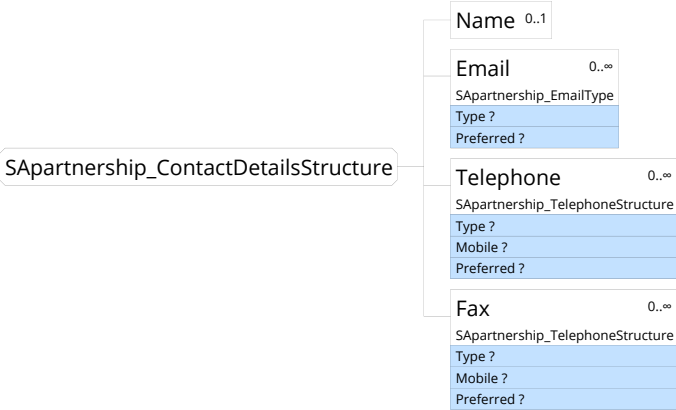 SApartnership_ContactDetailsStructure
Name 0..1
Email 0..∞
SApartnership_EmailType
Type ?
Preferred ?
Telephone 0..∞
SApartnership_TelephoneStructure
Type ?
Mobile ?
Preferred ?
Fax 0..∞
SApartnership_TelephoneStructure
Type ?
Mobile ?
Preferred ?